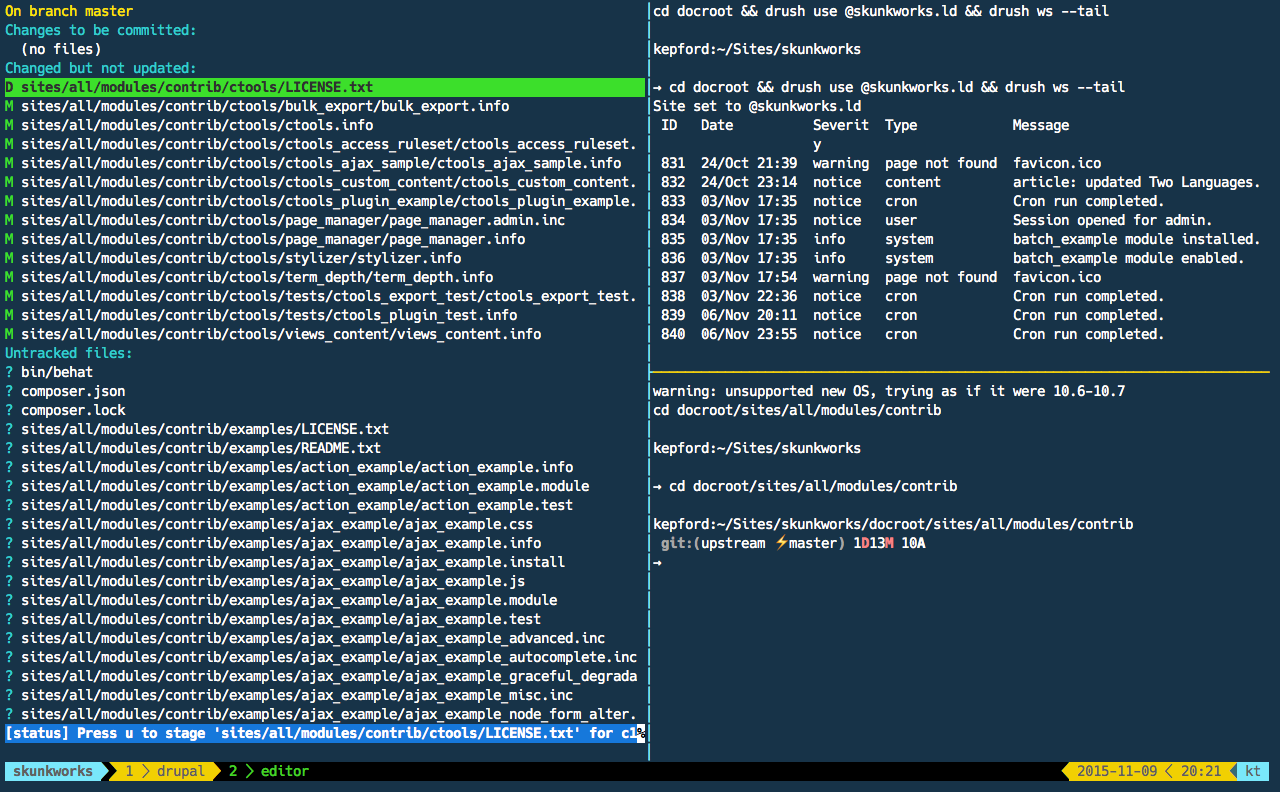 On branch master
Changes to be committed:
(no files)
Changed but not updated:
D sites/all/modules/contrib/ctools/LICENSE.txt
M sites/all/modules/contrib/ctools/bulk_export/bulk_export.info
M sites/all/modules/contrib/ctools/ctools.info
M sites/all/modules/contrib/ctools/ctools_access_ruleset/ctools_access_ruleset.
M sites/all/modules/contrib/ctools/ctools_ajax_sample/ctools_ajax_sample.info
M sites/all/modules/contrib/ctools/ctools_custom_content/ctools_custom_content.
M sites/all/modules/contrib/ctools/ctools_plugin_example/ctools_plugin_example.
M sites/all/modules/contrib/ctools/page_manager/page_manager.admin.inc
M sites/all/modules/contrib/ctools/page_manager/page_manager.info
M sites/all/modules/contrib/ctools/stylizer/stylizer.info
M sites/all/modules/contrib/ctools/term_depth/term_depth.info
M sites/all/modules/contrib/ctools/tests/ctools_export_test/ctools_export_test.
M sites/all/modules/contrib/ctools/tests/ctools_plugin_test.info
M sites/all/modules/contrib/ctools/views_content/views_content.info
Untracked files:
? bin/behat
? composer.json
? composer.lock
? sites/all/modules/contrib/examples/LICENSE.txt
? sites/all/modules/contrib/examples/README.txt
? sites/all/modules/contrib/examples/action_example/action_example.info
? sites/all/modules/contrib/examples/action_example/action_example.module
? sites/all/modules/contrib/examples/action_example/action_example.test
? sites/all/modules/contrib/examples/ajax_example/ajax_example.css
? sites/all/modules/contrib/examples/ajax_example/ajax_example.info
? sites/all/modules/contrib/examples/ajax_example/ajax_example.install
? sites/all/modules/contrib/examples/ajax_example/ajax_example.js
? sites/all/modules/contrib/examples/ajax_example/ajax_example.module
? sites/all/modules/contrib/examples/ajax_example/ajax_example.test
? sites/all/modules/contrib/examples/ajax_example/ajax_example_advanced.inc
? sites/all/modules/contrib/examples/ajax_example/ajax_example_autocomplete.inc
? sites/all/modules/contrib/examples/ajax_example/ajax_example_graceful_degrada
? sites/all/modules/contrib/examples/ajax_example/ajax_example_misc.inc
? sites/all/modules/contrib/examples/ajax_example/ajax_example_node_form_alter.
[status] Press u to stage 'sites/all/modules/contrib/ctools/LICENSE.txt' for c1%
cd docroot && drush use @skunkworks.ld && drush ws --tail
kepford:~/Sites/skunkworks
→ cd docroot && drush use @skunkworks.ld && drush ws --tail
Site set to @skunkworks.ld
ID Date Severit Type Message
y
831 24/Oct 21:39 warning page not found favicon.ico
832 24/Oct 23:14 notice content article: updated Two Languages.
833 03/Nov 17:35 notice cron Cron run completed.
834 03/Nov 17:35 notice user Session opened for admin.
835 03/Nov 17:35 info system batch_example module installed.
836 03/Nov 17:35 info system batch_example module enabled.
837 03/Nov 17:54 warning page not found favicon.ico
838 03/Nov 22:36 notice cron Cron run completed.
839 06/Nov 20:11 notice cron Cron run completed.
840 06/Nov 23:55 notice cron Cron run completed.
warning: unsupported new OS, trying as if it were 10.6-10.7
cd docroot/sites/all/modules/contrib
kepford:~/Sites/skunkworks
→ cd docroot/sites/all/modules/contrib
kepford:~/Sites/skunkworks/docroot/sites/all/modules/contrib
git:(upstream ⚡master) 1D13M 10A
→
skunkworks 1 drupal 2 editor 2015-11-09 20:21 kt